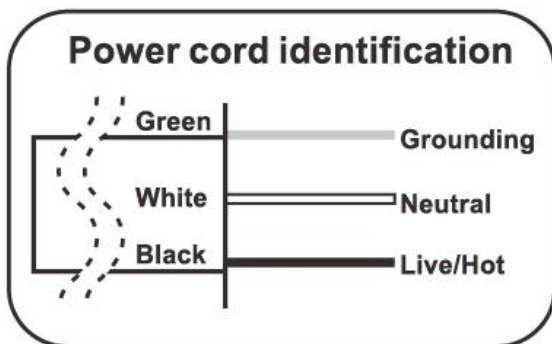 Power cord identification
Green
Grounding
White
Neutral
Black
Live/Hot